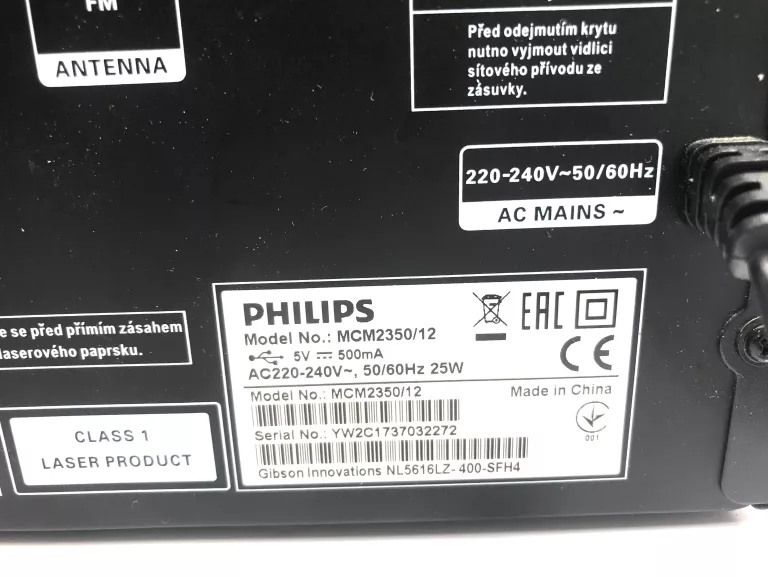 FM
ANTENNA
Před odejmutím krytu
nutno vyjmout vidlici
síťového přívodu ze
zásuvky.
220-240V~50/60Hz
AC MAINS ~
e se před přímím zásahem
laserového paprsku.
CLASS 1
LASER PRODUCT
PHILIPS
Model No.: MCM2350/12
5V ⎓ 500mA
AC220-240V~, 50/60Hz 25W
EAC
CE
Model No.: MCM2350/12
Made in China
Serial No.: YW2C1737032272
001
Gibson Innovations NL5616LZ-400-SFH4